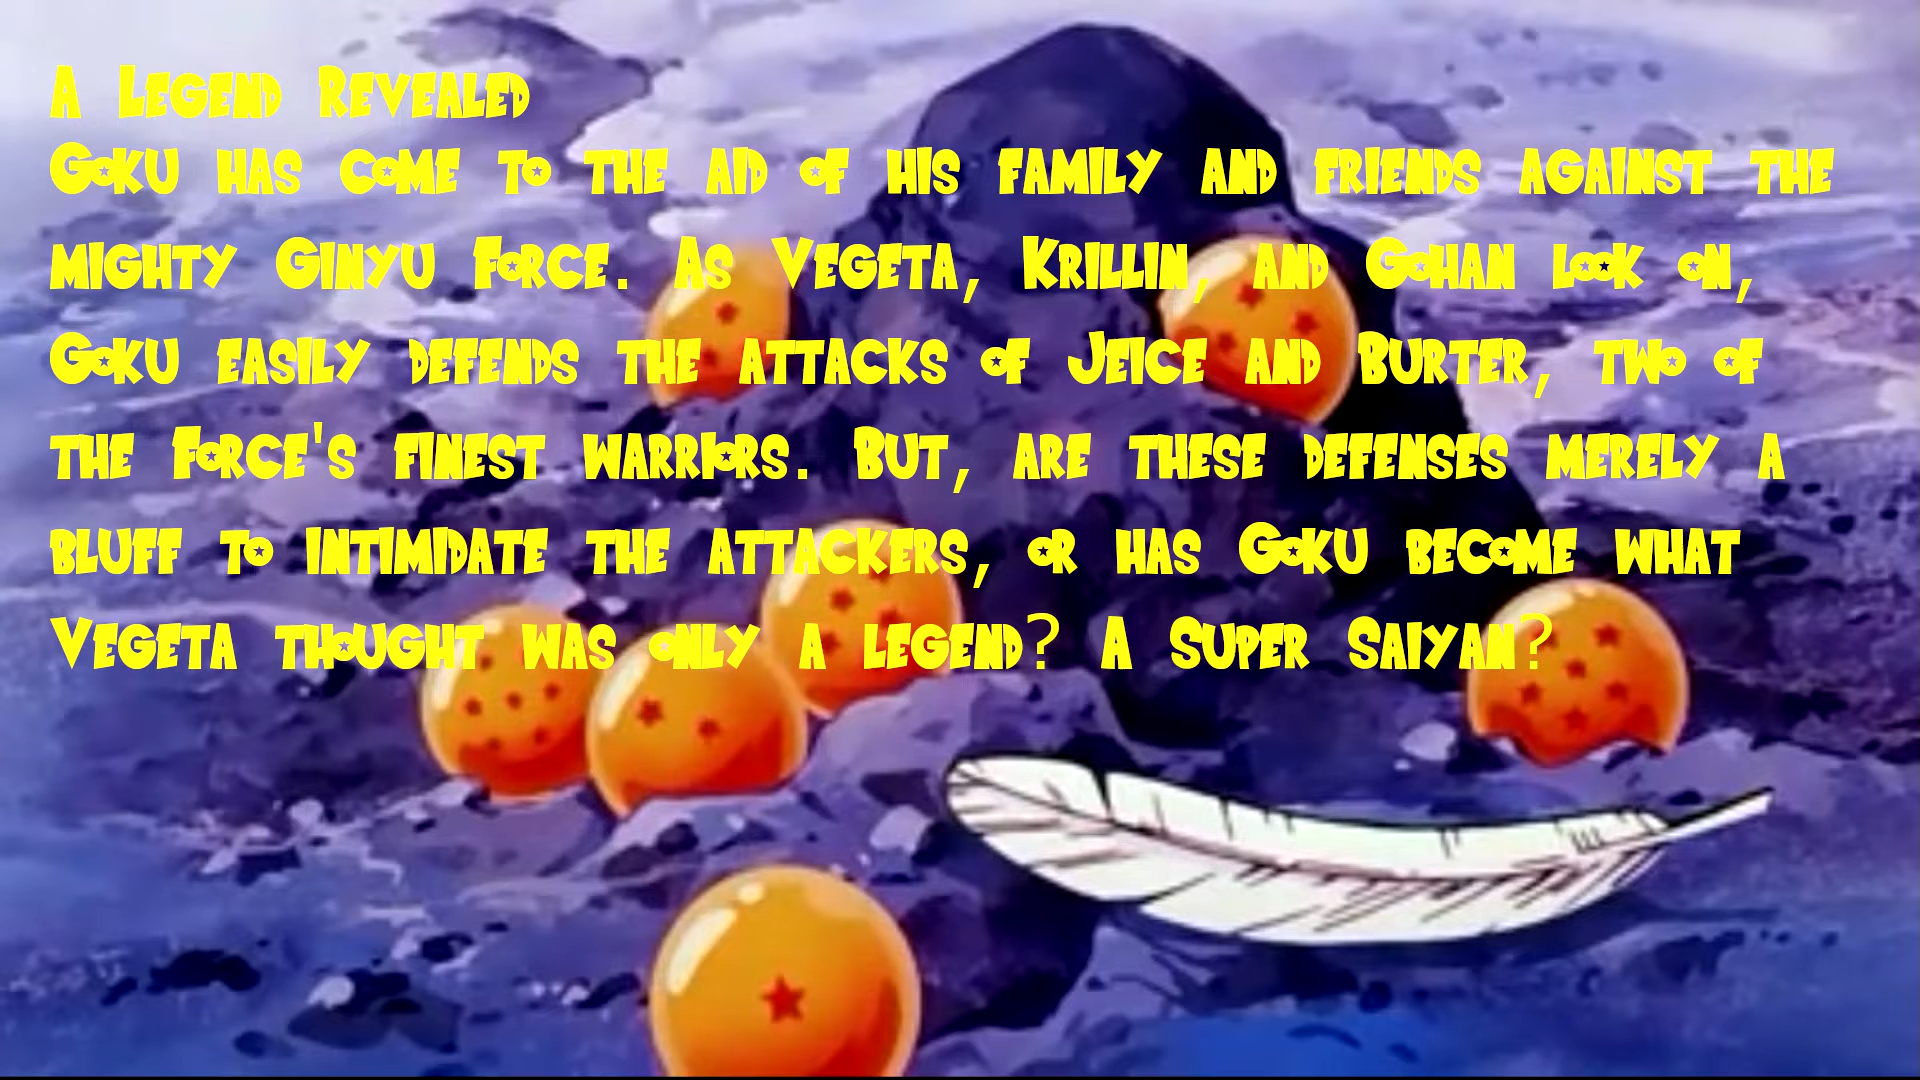 A Legend Revealed
Goku has come to the aid of his family and friends against the
mighty Ginyu Force. As Vegeta, Krillin, and Gohan look on,
Goku easily defends the attacks of Jeice and Burter, two of
the Force's finest warriors. But, are these defenses merely a
bluff to intimidate the attackers, or has Goku become what
Vegeta thought was only a legend? A Super Saiyan?